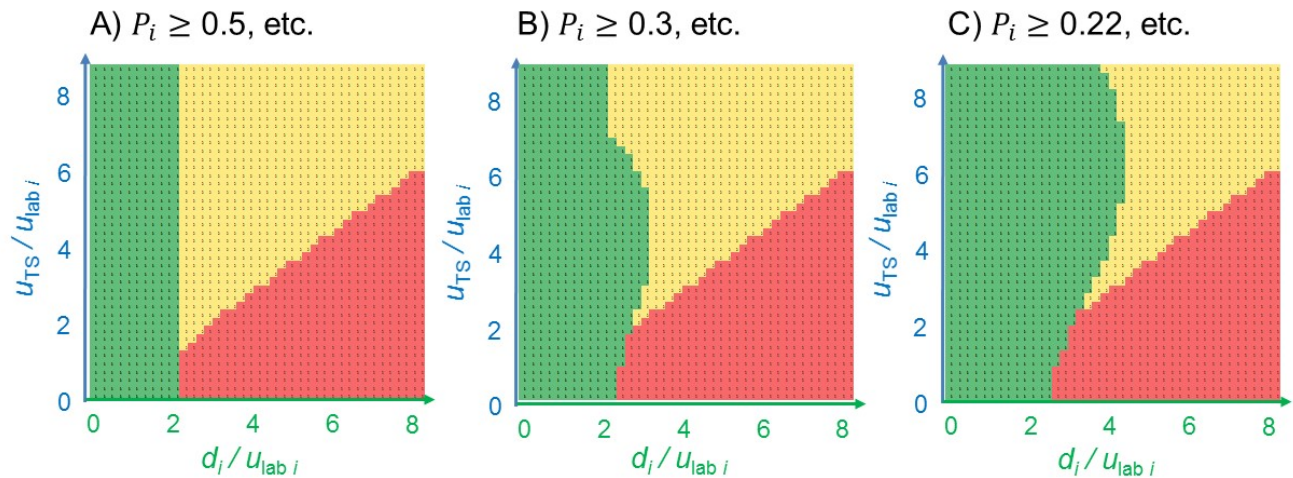 A) P_i ≥ 0.5, etc.
B) P_i ≥ 0.3, etc.
C) P_i ≥ 0.22, etc.
8
6
4
2
0
u_TS / u_lab i
0 2 4 6 8
d_i / u_lab i
8
6
4
2
0
u_TS / u_lab i
0 2 4 6 8
d_i / u_lab i
8
6
4
2
0
u_TS / u_lab i
0 2 4 6 8
d_i / u_lab i